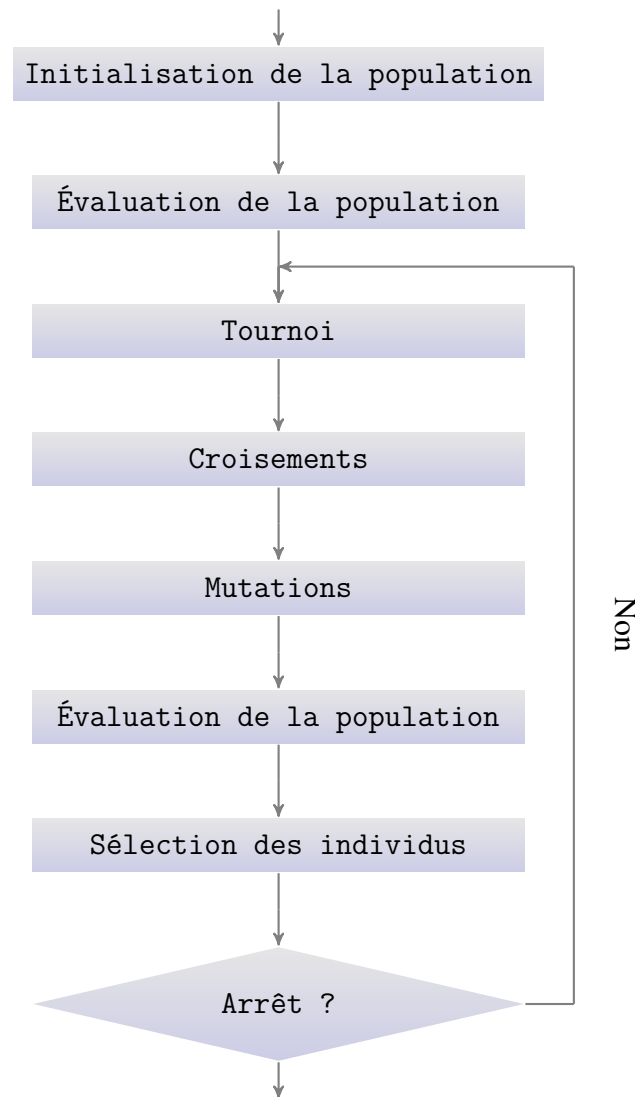 Initialisation de la population
Évaluation de la population
Tournoi
Croisements
Mutations
Évaluation de la population
Sélection des individus
Arrêt ?
Non